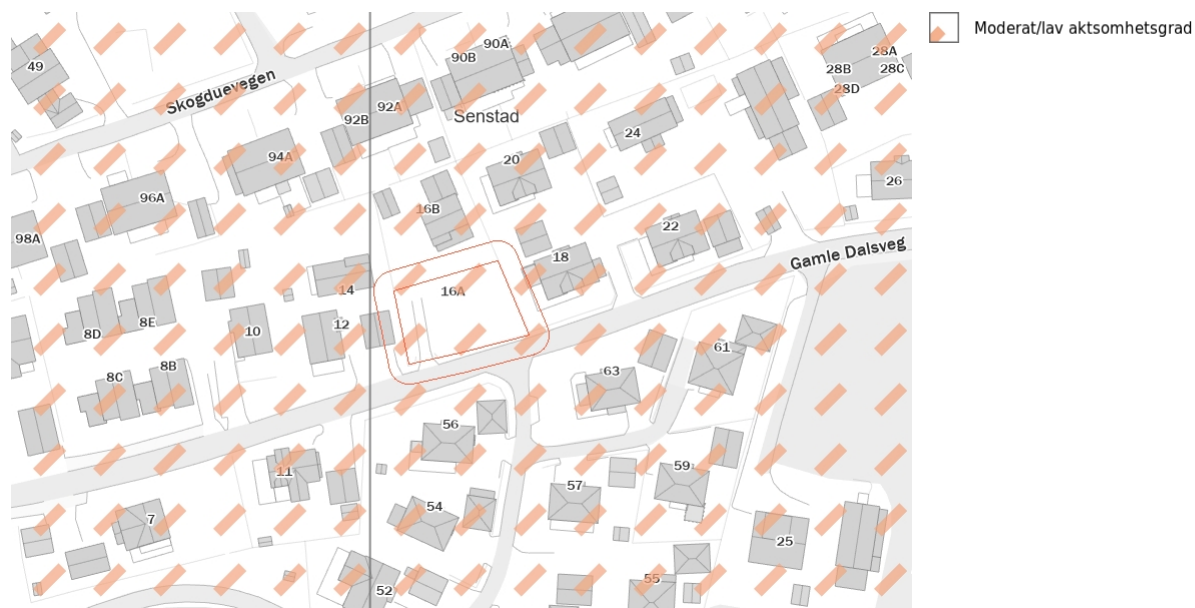 Moderat/lav aktsomhetsgrad
49
90A
90B
28A
28B
28C
28D
Skogduevegen
92A
92B
Senstad
24
94A
20
26
96A
16B
22
98A
18
Gamle Dalsveg
14
16A
8E
12
8D
10
61
8B
8C
63
56
11
59
57
54
7
25
52
55